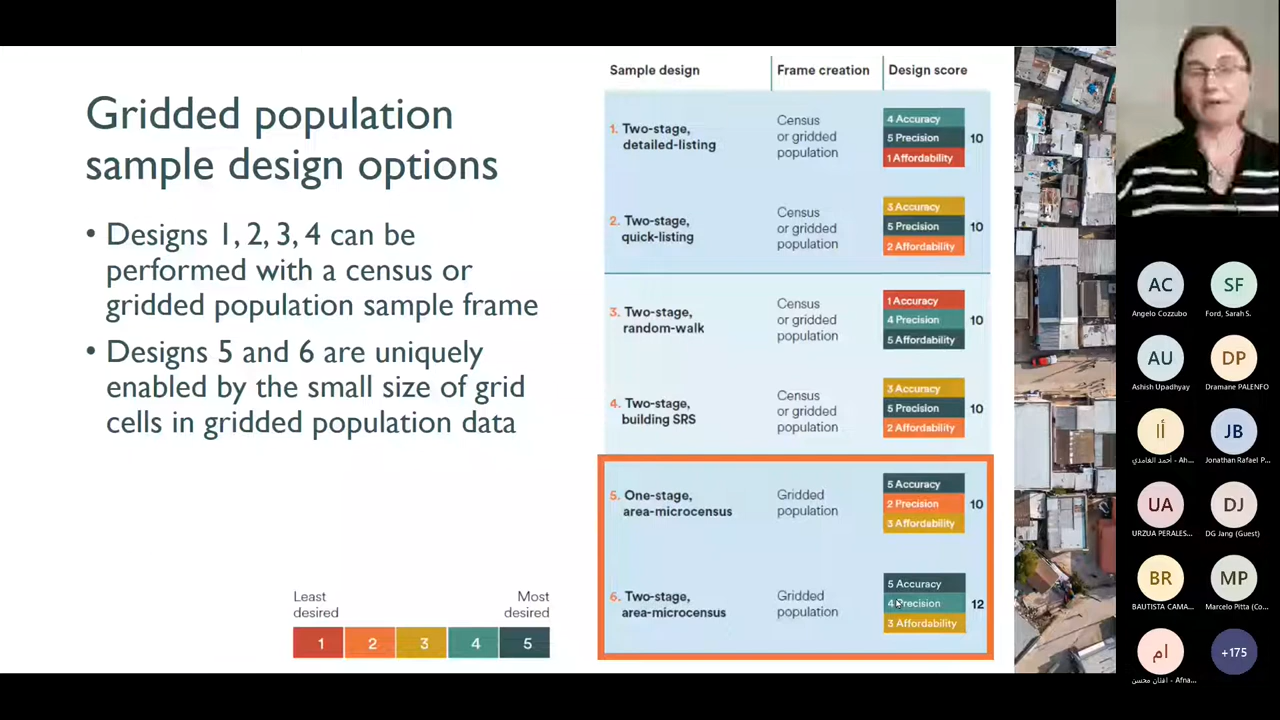 Gridded population
sample design options
• Designs 1, 2, 3, 4 can be
performed with a census or
gridded population sample frame
• Designs 5 and 6 are uniquely
enabled by the small size of grid
cells in gridded population data
Least
desired
Most
desired
1 2 3 4 5
Sample design Frame creation Design score
1. Two-stage,
detailed-listing
Census
or gridded
population
4 Accuracy
5 Precision
1 Affordability
10
2. Two-stage,
quick-listing
Census
or gridded
population
3 Accuracy
5 Precision
2 Affordability
10
3. Two-stage,
random-walk
Census
or gridded
population
1 Accuracy
4 Precision
5 Affordability
10
4. Two-stage,
building SRS
Census
or gridded
population
3 Accuracy
5 Precision
2 Affordability
10
5. One-stage,
area-microcensus
Gridded
population
5 Accuracy
2 Precision
3 Affordability
10
6. Two-stage,
area-microcensus
Gridded
population
5 Accuracy
4 Precision
3 Affordability
12
AC SF
Angelo Cozzubo Ford, Sarah S.
AU DP
Ashish Upadhyay Dramane PALENFO
أا JB
أحمد الغامدي - Ah... Jonathan Rafael P...
UA DJ
URZUA PERALES... DG Jang (Guest)
BR MP
BAUTISTA CAMA... Marcelo Pitta (Co...
ام +175
افنان محسن - Afna...